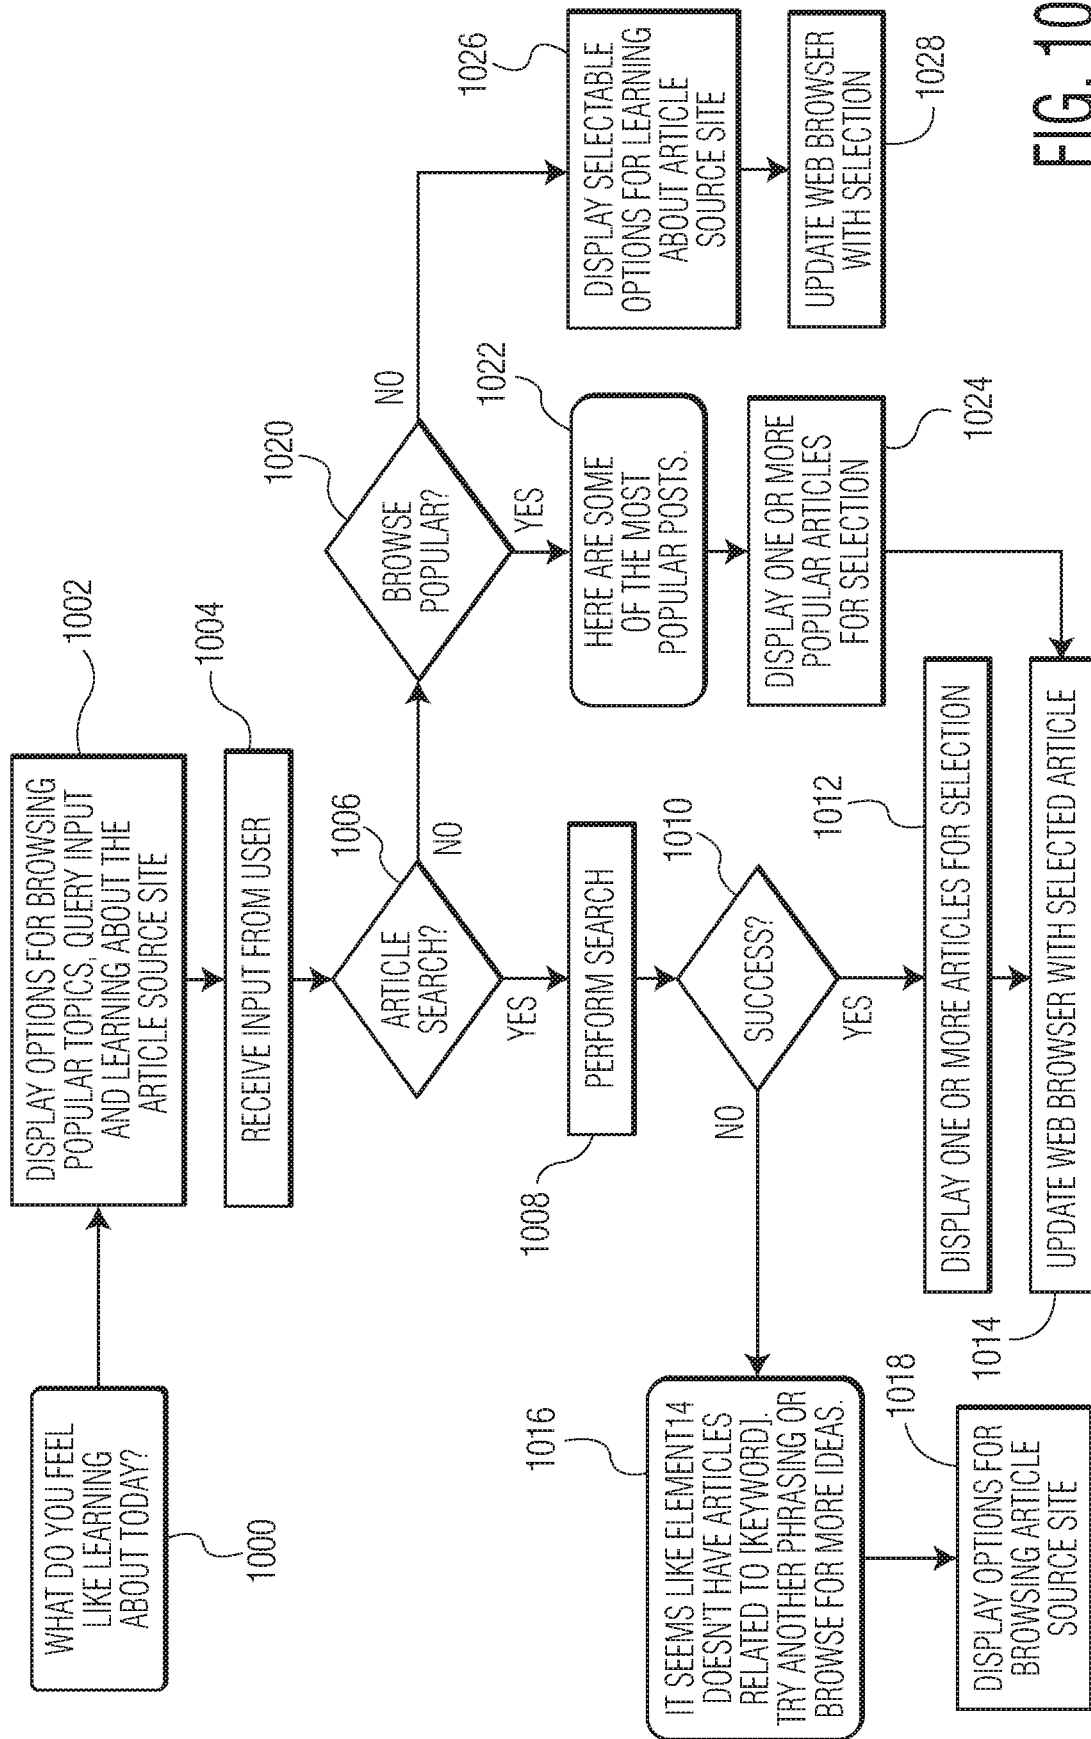 WHAT DO YOU FEEL
LIKE LEARNING
ABOUT TODAY?
1000
DISPLAY OPTIONS FOR BROWSING
POPULAR TOPICS, QUERY INPUT
AND LEARNING ABOUT THE
ARTICLE SOURCE SITE
1002
RECEIVE INPUT FROM USER
1004
ARTICLE
SEARCH?
1006
NO
YES
BROWSE
POPULAR?
1020
NO
YES
PERFORM SEARCH
1008
HERE ARE SOME
OF THE MOST
POPULAR POSTS.
1022
DISPLAY SELECTABLE
OPTIONS FOR LEARNING
ABOUT ARTICLE
SOURCE SITE
1026
SUCCESS?
1010
NO
YES
DISPLAY ONE OR MORE
POPULAR ARTICLES
FOR SELECTION
1024
UPDATE WEB BROWSER
WITH SELECTION
1028
IT SEEMS LIKE ELEMENT14
DOESN'T HAVE ARTICLES
RELATED TO [KEYWORD].
TRY ANOTHER PHRASING OR
BROWSE FOR MORE IDEAS.
1016
DISPLAY ONE OR MORE ARTICLES FOR SELECTION
1012
DISPLAY OPTIONS FOR
BROWSING ARTICLE
SOURCE SITE
1018
UPDATE WEB BROWSER WITH SELECTED ARTICLE
1014
FIG. 10